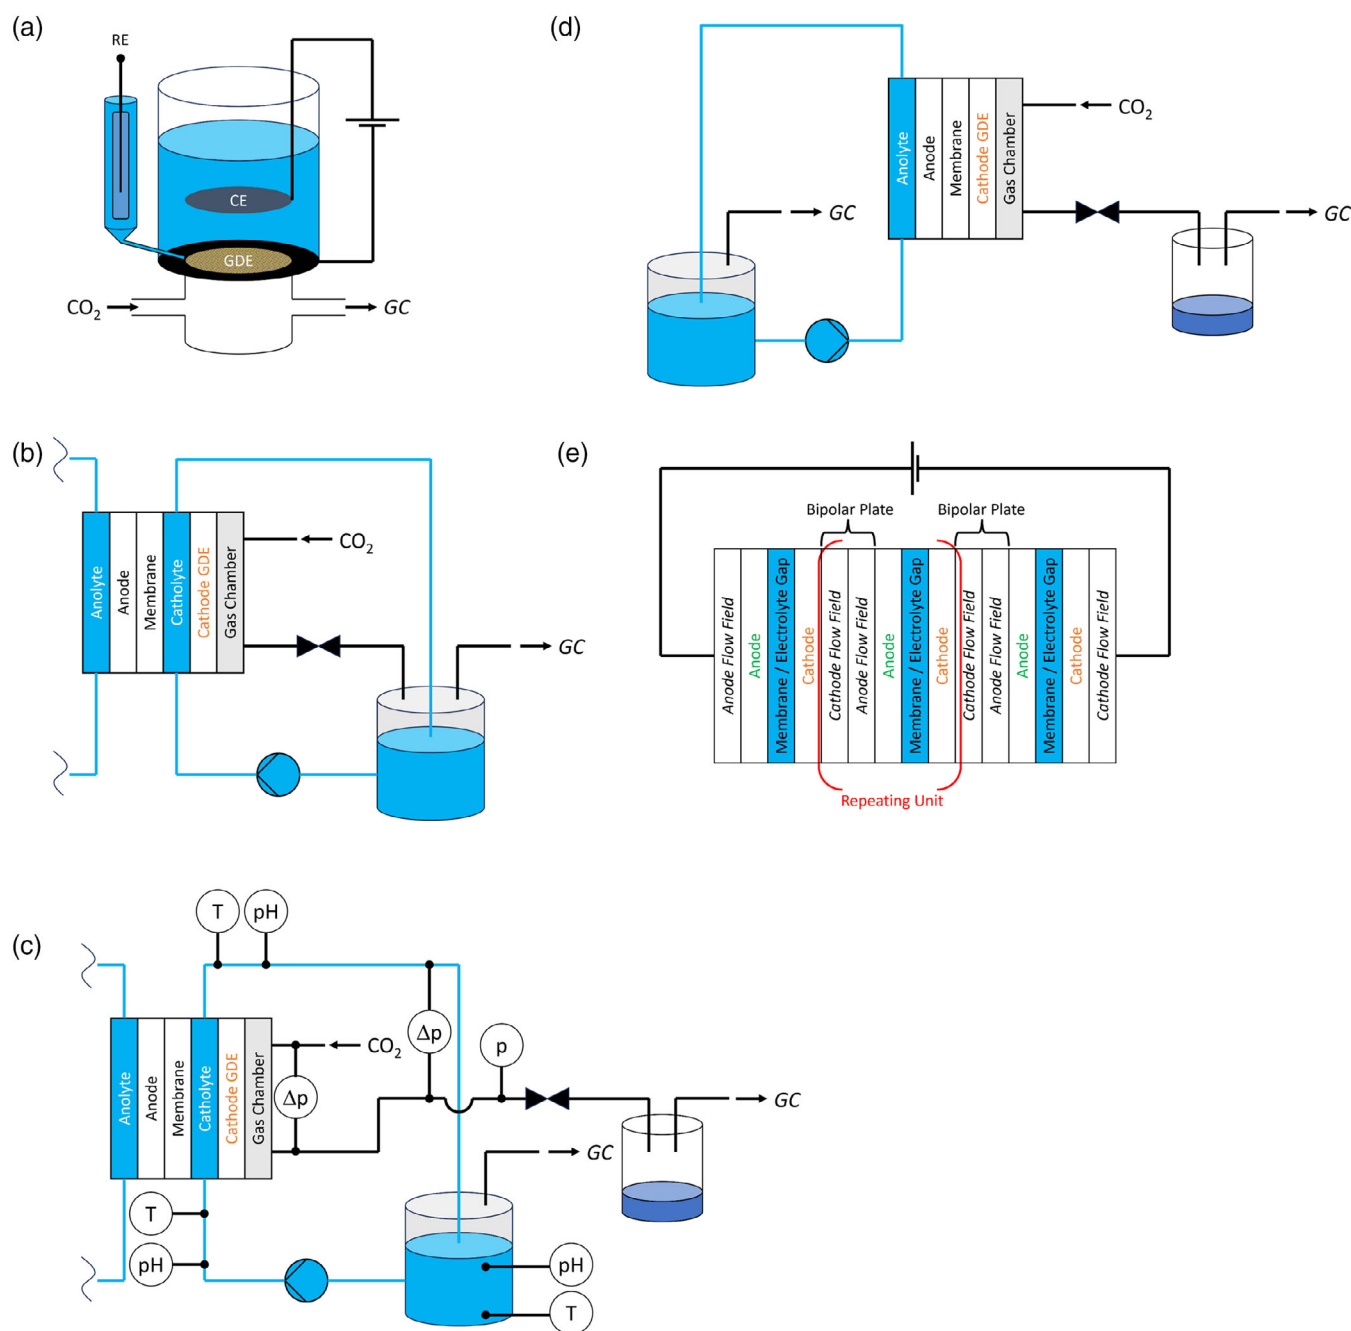 (a)
RE
CE
GDE
CO2
GC
(d)
Anolyte
Anode
Membrane
Cathode GDE
Gas Chamber
CO2
GC
GC
(b)
Anolyte
Anode
Membrane
Catholyte
Cathode GDE
Gas Chamber
CO2
GC
(e)
Bipolar Plate
Bipolar Plate
Anode Flow Field
Anode
Membrane / Electrolyte Gap
Cathode
Cathode Flow Field
Anode Flow Field
Anode
Membrane / Electrolyte Gap
Cathode
Cathode Flow Field
Anode Flow Field
Anode
Membrane / Electrolyte Gap
Cathode
Cathode Flow Field
Repeating Unit
(c)
T
pH
Anolyte
Anode
Membrane
Catholyte
Cathode GDE
Gas Chamber
CO2
Δp
Δp
p
GC
GC
T
pH
pH
T